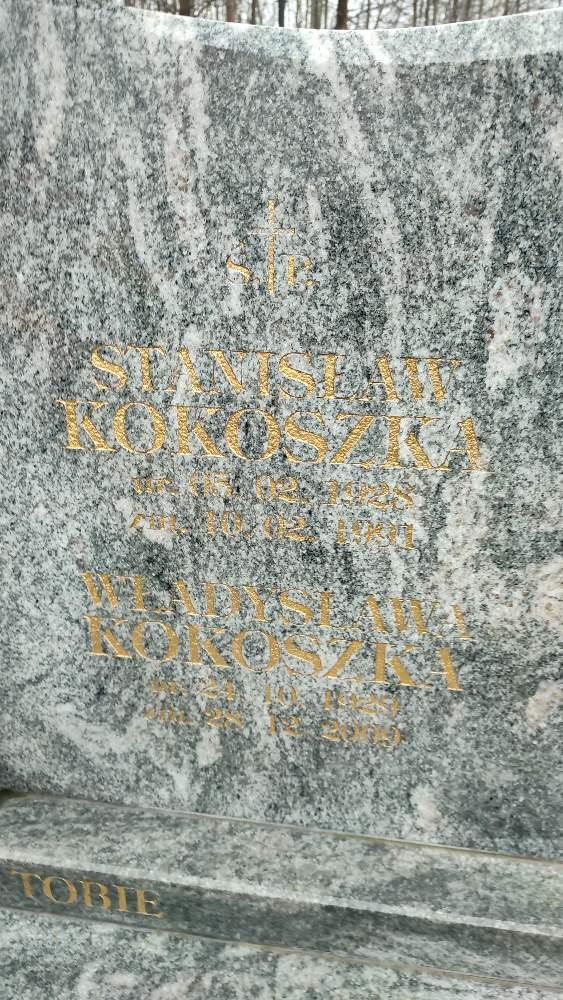 Ś. P.
STANISŁAW
KOKOSZKA
ur. 05. 02. 1928
zm. 10. 02. 1991
WŁADYSŁAWA
KOKOSZKA
ur. 24. 10. 1929
zm. 28. 12. 2009
TOBIE